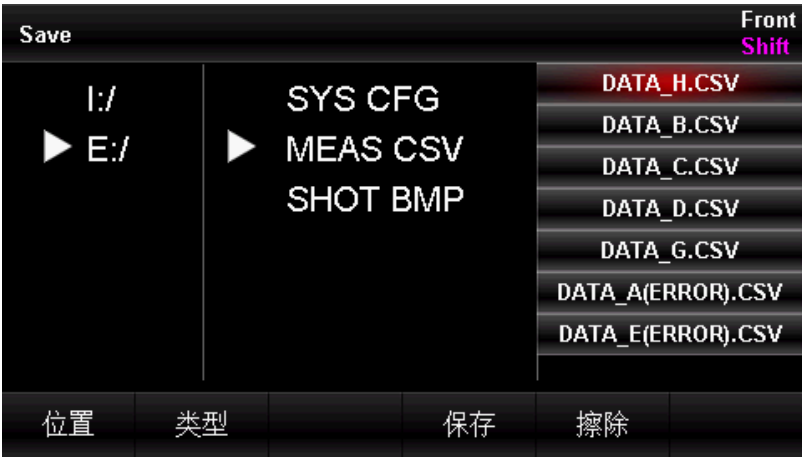 Save
Front
Shift
I:/
E:/
SYS CFG
MEAS CSV
SHOT BMP
DATA_H.CSV
DATA_B.CSV
DATA_C.CSV
DATA_D.CSV
DATA_G.CSV
DATA_A(ERROR).CSV
DATA_E(ERROR).CSV
位置 类型 保存 擦除